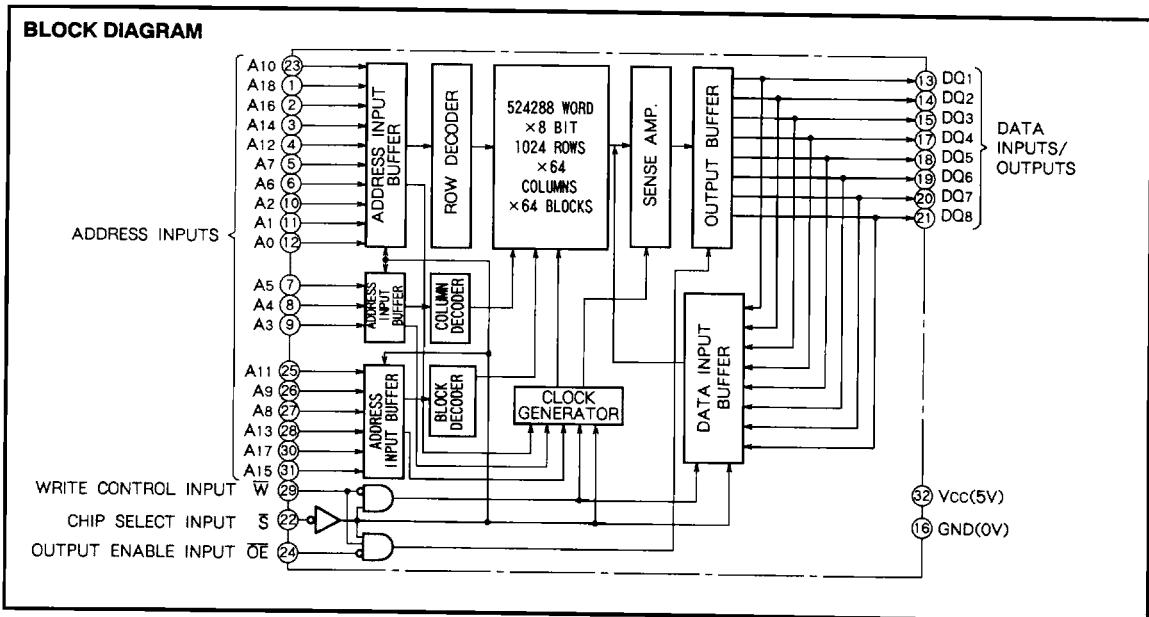 BLOCK DIAGRAM
ADDRESS INPUTS
A10 23
A18 1
A16 2
A14 3
A12 4
A7 5
A6 6
A2 10
A1 11
A0 12
A5 7
A4 8
A3 9
A11 25
A9 26
A8 27
A13 28
A17 30
A15 31
WRITE CONTROL INPUT W̅ 29
CHIP SELECT INPUT S̅ 22
OUTPUT ENABLE INPUT O̅E̅ 24
ADDRESS INPUT
BUFFER
ROW DECODER
524288 WORD
×8 BIT
1024 ROWS
×64
COLUMNS
×64 BLOCKS
SENSE AMP.
OUTPUT BUFFER
ADDRESS
INPUT
BUFFER
COLUMN
DECODER
ADDRESS
INPUT BUFFER
BLOCK
DECODER
CLOCK
GENERATOR
DATA INPUT
BUFFER
13 DQ1
14 DQ2
15 DQ3
17 DQ4
18 DQ5
19 DQ6
20 DQ7
21 DQ8
DATA
INPUTS/
OUTPUTS
32 Vcc(5V)
16 GND(0V)